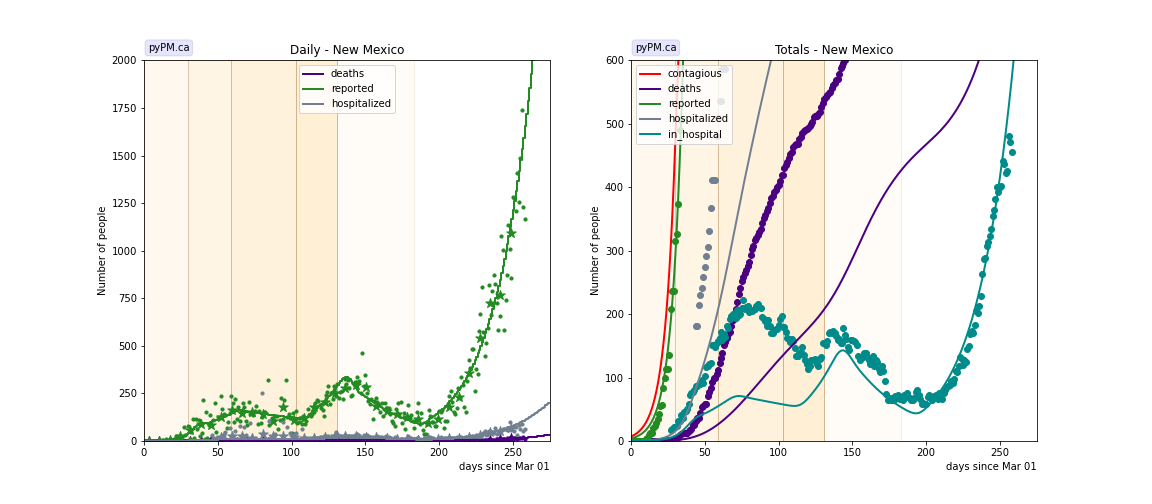 pyPM.ca
Daily - New Mexico
2000
1750
1500
1250
1000
750
500
250
0
Number of people
deaths
reported
hospitalized
0
50
100
150
200
250
days since Mar 01
pyPM.ca
Totals - New Mexico
600
500
400
300
200
100
0
Number of people
contagious
deaths
reported
hospitalized
in_hospital
0
50
100
150
200
250
days since Mar 01